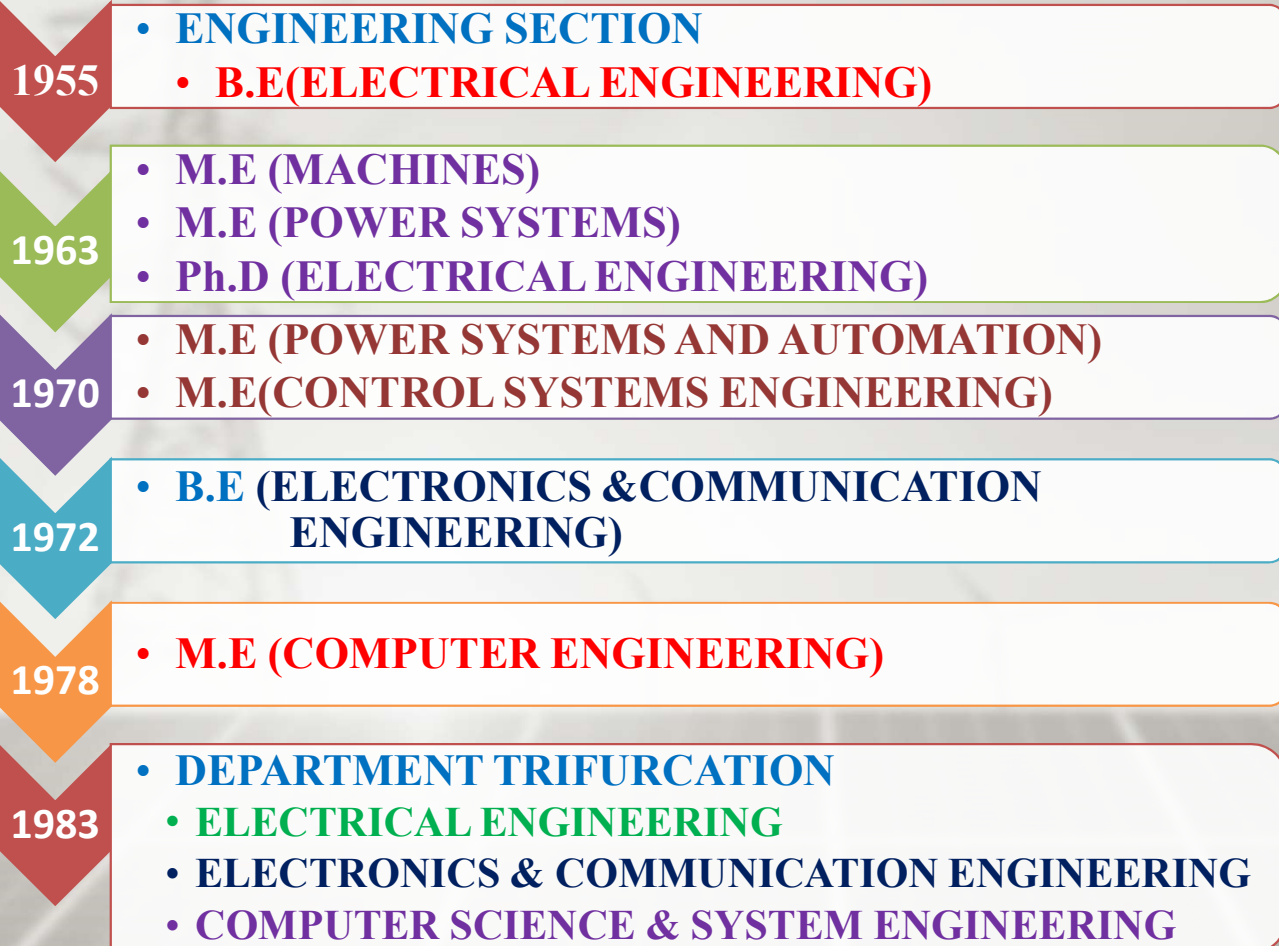 1955
• ENGINEERING SECTION
• B.E(ELECTRICAL ENGINEERING)
1963
• M.E (MACHINES)
• M.E (POWER SYSTEMS)
• Ph.D (ELECTRICAL ENGINEERING)
1970
• M.E (POWER SYSTEMS AND AUTOMATION)
• M.E(CONTROL SYSTEMS ENGINEERING)
1972
• B.E (ELECTRONICS &COMMUNICATION
ENGINEERING)
1978
• M.E (COMPUTER ENGINEERING)
1983
• DEPARTMENT TRIFURCATION
• ELECTRICAL ENGINEERING
• ELECTRONICS & COMMUNICATION ENGINEERING
• COMPUTER SCIENCE & SYSTEM ENGINEERING